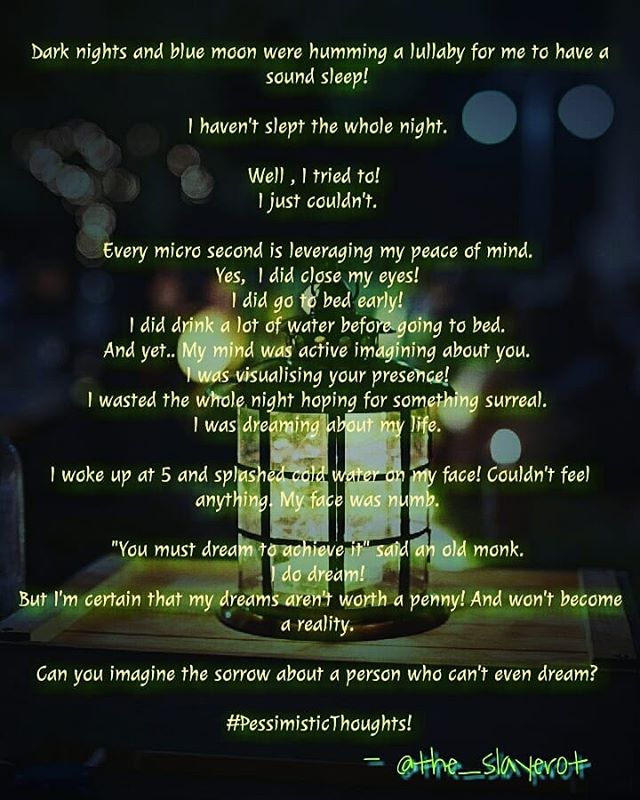 Dark nights and blue moon were humming a lullaby for me to have a
sound sleep!
I haven't slept the whole night.
Well , I tried to!
I just couldn't.
Every micro second is leveraging my peace of mind.
Yes, I did close my eyes!
I did go to bed early!
I did drink a lot of water before going to bed.
And yet.. My mind was active imagining about you.
I was visualising your presence!
I wasted the whole night hoping for something surreal.
I was dreaming about my life.
I woke up at 5 and splashed cold water on my face! Couldn't feel
anything. My face was numb.
"You must dream to achieve it" said an old monk.
I do dream!
But I'm certain that my dreams aren't worth a penny! And won't become
a reality.
Can you imagine the sorrow about a person who can't even dream?
#PessimisticThoughts!
- @the_slayerot